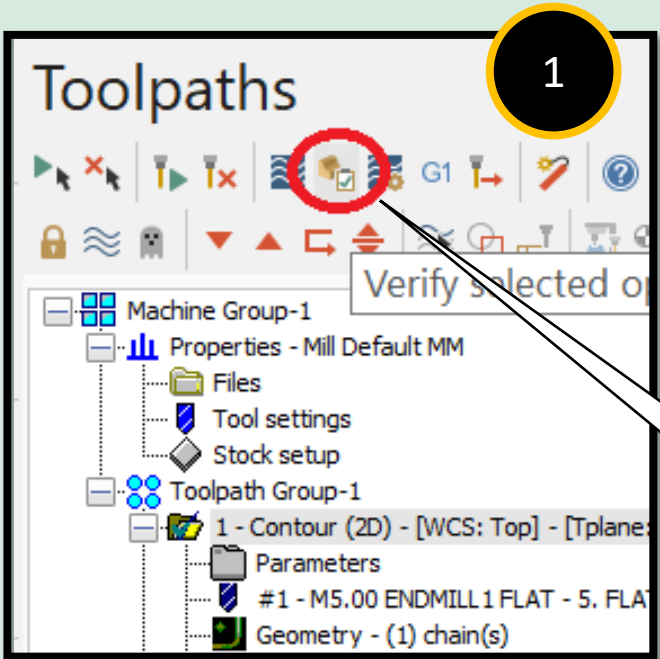 Toolpaths
1
G1
Verify selected
Machine Group-1
Properties - Mill Default MM
Files
Tool settings
Stock setup
Toolpath Group-1
1 - Contour (2D) - [WCS: Top] - [Tplane:
Parameters
#1 - M5.00 ENDMILL1 FLAT - 5. FLA
Geometry - (1) chain(s)